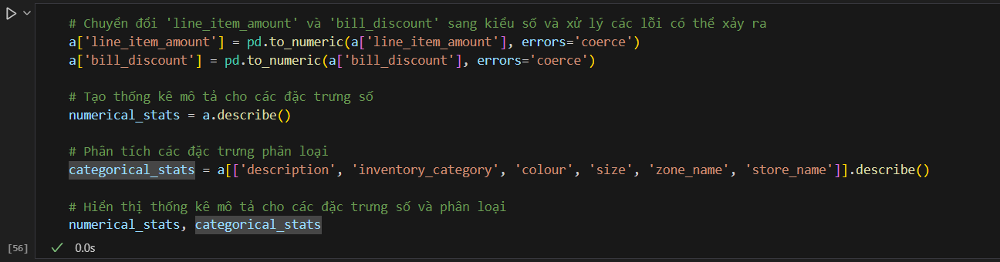 # Chuyển đổi 'line_item_amount' và 'bill_discount' sang kiểu số và xử lý các lỗi có thể xảy ra
a['line_item_amount'] = pd.to_numeric(a['line_item_amount'], errors='coerce')
a['bill_discount'] = pd.to_numeric(a['bill_discount'], errors='coerce')
# Tạo thống kê mô tả cho các đặc trưng số
numerical_stats = a.describe()
# Phân tích các đặc trưng phân loại
categorical_stats = a[['description', 'inventory_category', 'colour', 'size', 'zone_name', 'store_name']].describe()
# Hiển thị thống kê mô tả cho các đặc trưng số và phân loại
numerical_stats, categorical_stats
[56] 0.0s